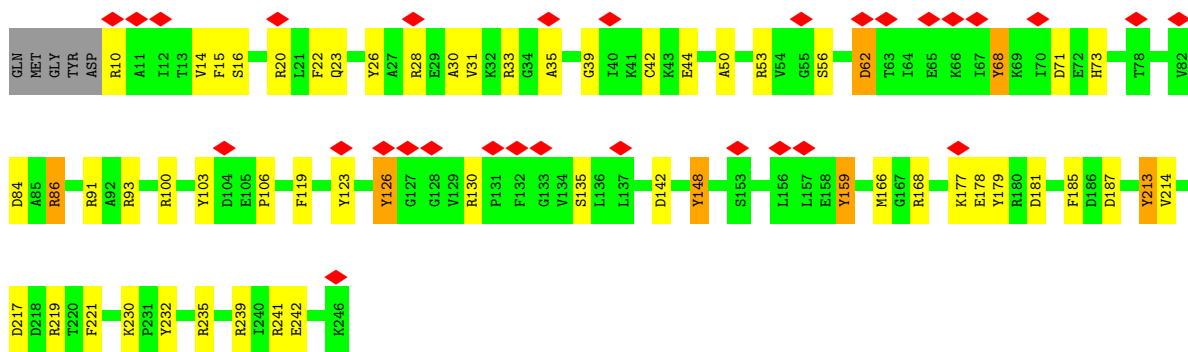 GLN MET GLY TYR ASP R10 A11 I12 T13 V14 F15 S16 R20 L21 F22 Q23 Y26 A27 R28 E29 A30 V31 K32 R33 G34 A35 G39 I40 K41 C42 K43 E44 A50 R53 V54 G55 S56 D62 T63 I64 E65 K66 I67 Y68 K69 I70 D71 E72 H73 T78 V82
D84 A85 R86 R91 A92 R93 R100 Y103 D104 E105 P106 F119 Y123 Y126 G127 G128 V129 R130 P131 F132 G133 V134 S135 L136 L137 D142 Y148 S153 L156 L157 E158 Y159 M166 G167 R168 K177 E178 Y179 R180 D181 F185 D186 D187 Y213 V214
D217 D218 R219 T220 F221 K230 P231 Y232 R235 R239 I240 R241 E242 K246